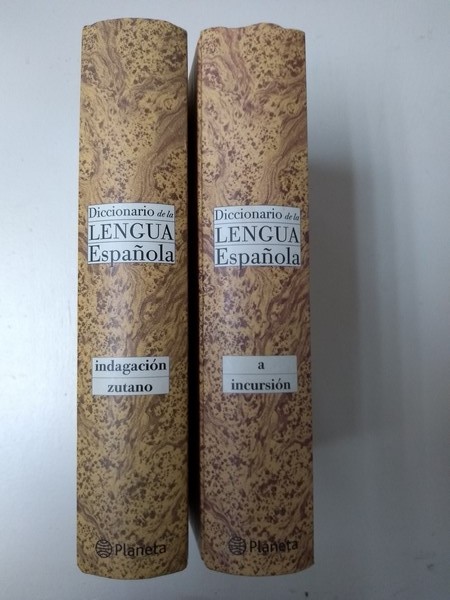 Diccionario de la
LENGUA
Española
indagación
zutano
Planeta
Diccionario de la
LENGUA
Española
a
incursión
Planeta